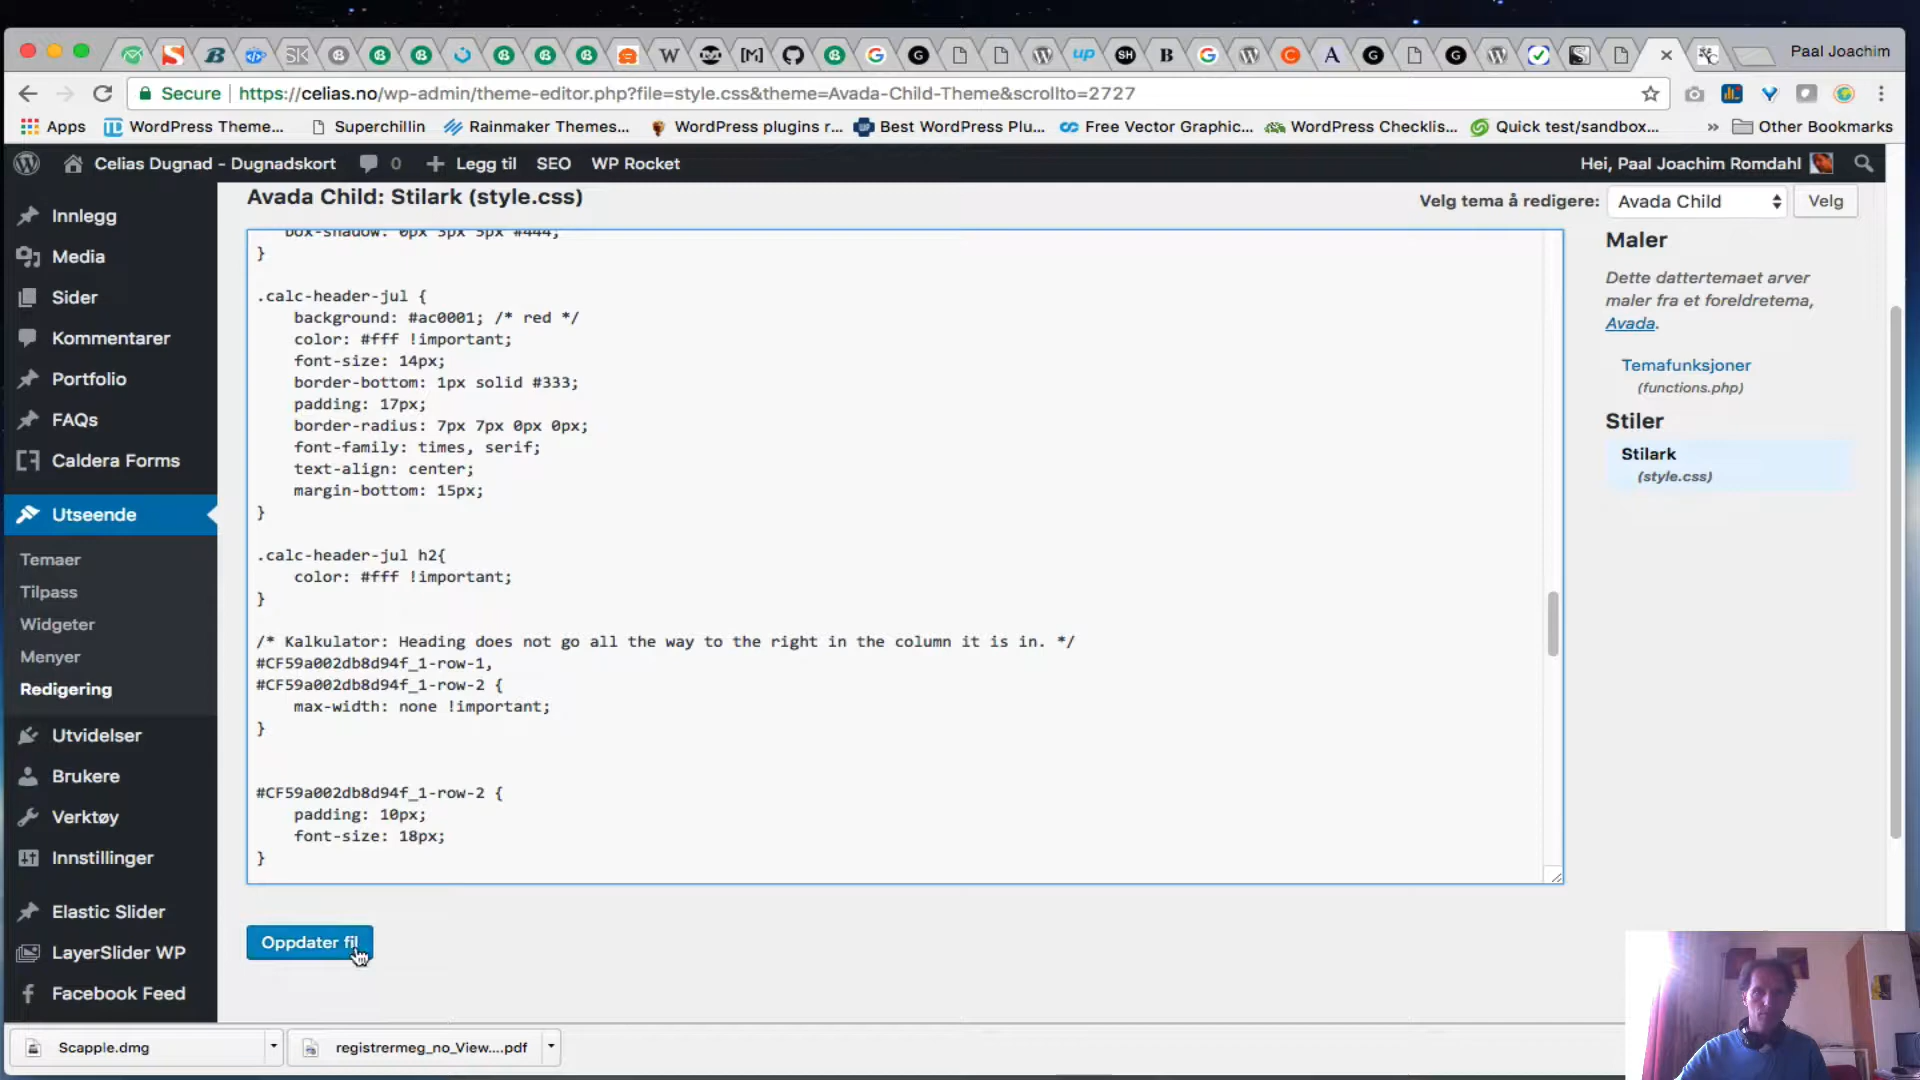 Paal Joachim
Secure | https://celias.no/wp-admin/theme-editor.php?file=style.css&theme=Avada-Child-Theme&scrollto=2727
Apps WordPress Theme... Superchillin Rainmaker Themes... WordPress plugins r... Best WordPress Plu... Free Vector Graphic... WordPress Checklis... Quick test/sandbox... » Other Bookmarks
Celias Dugnad - Dugnadskort 0 + Legg til SEO WP Rocket Hei, Paal Joachim Romdahl
Innlegg
Media
Sider
Kommentarer
Portfolio
FAQs
Caldera Forms
Utseende
Temaer
Tilpass
Widgeter
Menyer
Redigering
Utvidelser
Brukere
Verktøy
Innstillinger
Elastic Slider
LayerSlider WP
Facebook Feed
Avada Child: Stilark (style.css)
Velg tema å redigere: Avada Child Velg
box-shadow: 0px 3px 5px #444;
}
.calc-header-jul {
background: #ac0001; /* red */
color: #fff !important;
font-size: 14px;
border-bottom: 1px solid #333;
padding: 17px;
border-radius: 7px 7px 0px 0px;
font-family: times, serif;
text-align: center;
margin-bottom: 15px;
}
.calc-header-jul h2{
color: #fff !important;
}
/* Kalkulator: Heading does not go all the way to the right in the column it is in. */
#CF59a002db8d94f_1-row-1,
#CF59a002db8d94f_1-row-2 {
max-width: none !important;
}
#CF59a002db8d94f_1-row-2 {
padding: 10px;
font-size: 18px;
}
Oppdater fil
Maler
Dette dattertemaet arver
maler fra et foreldretema,
Avada.
Temafunksjoner
(functions.php)
Stiler
Stilark
(style.css)
Scapple.dmg
registrermeg_no_View....pdf